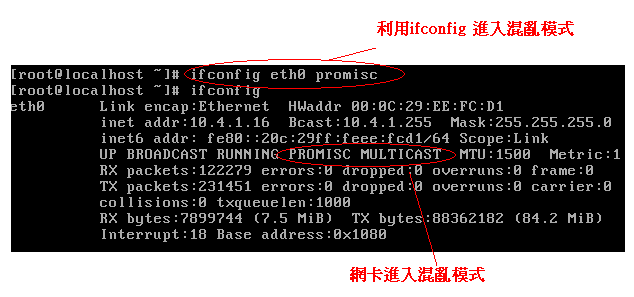 利用ifconfig 進入混亂模式
[root@localhost ~]# ifconfig eth0 promisc
[root@localhost ~]# ifconfig
eth0 Link encap:Ethernet HWaddr 00:0C:29:EE:FC:D1
inet addr:10.4.1.16 Bcast:10.4.1.255 Mask:255.255.255.0
inet6 addr: fe80::20c:29ff:feee:fcd1/64 Scope:Link
UP BROADCAST RUNNING PROMISC MULTICAST MTU:1500 Metric:1
RX packets:122279 errors:0 dropped:0 overruns:0 frame:0
TX packets:231451 errors:0 dropped:0 overruns:0 carrier:0
collisions:0 txqueuelen:1000
RX bytes:7899744 (7.5 MiB) TX bytes:88362182 (84.2 MiB)
Interrupt:18 Base address:0x1080
網卡進入混亂模式